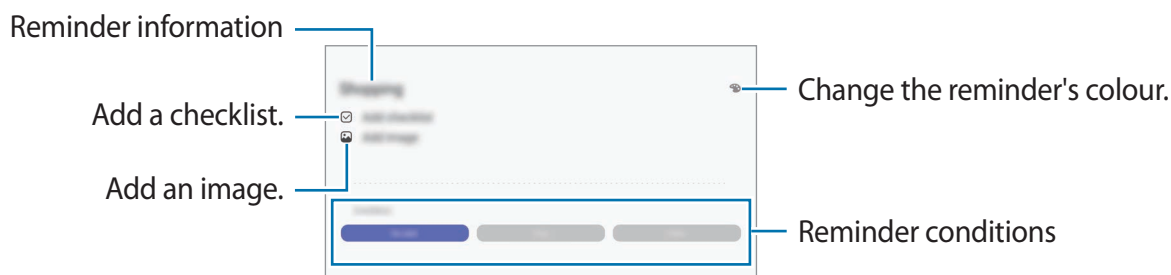 Reminder information
Shopping
Change the reminder's colour.
Add a checklist.
Add checklist
Add image
Add an image.
Reminder conditions